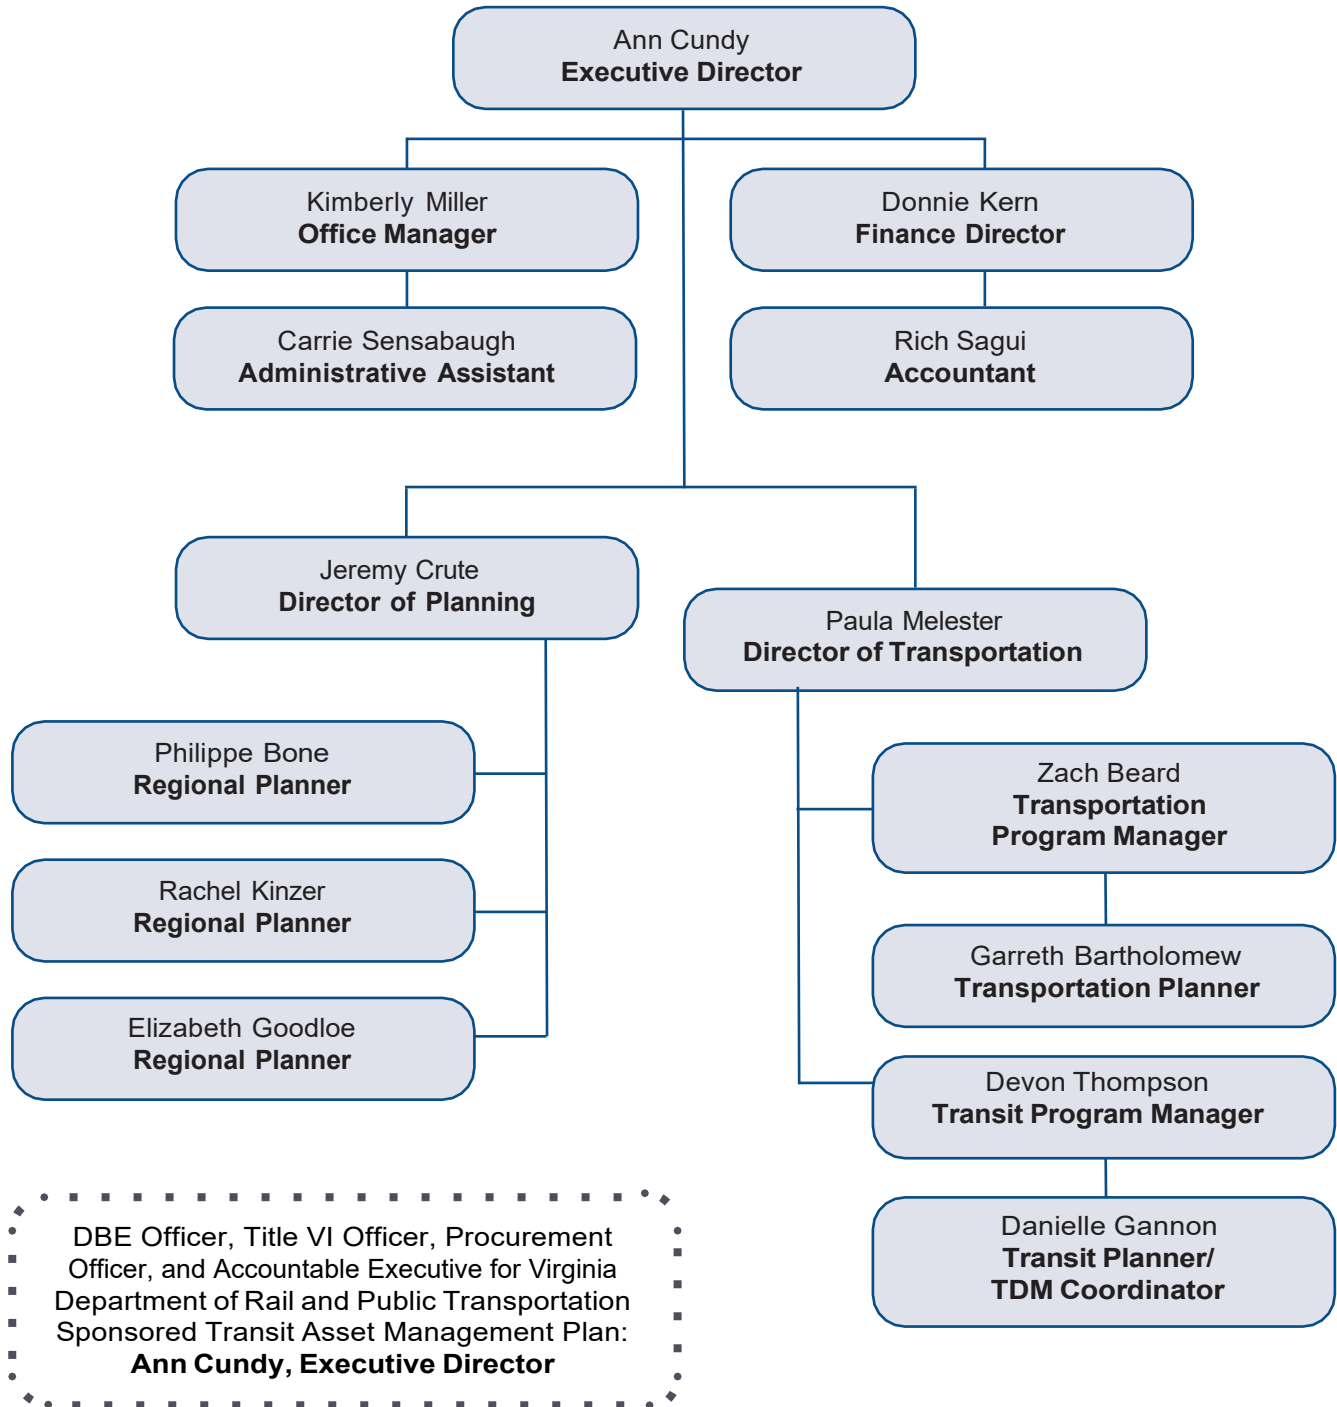 Ann Cundy
Executive Director
Kimberly Miller
Office Manager
Donnie Kern
Finance Director
Carrie Sensabaugh
Administrative Assistant
Rich Sagui
Accountant
Jeremy Crute
Director of Planning
Paula Melester
Director of Transportation
Philippe Bone
Regional Planner
Rachel Kinzer
Regional Planner
Elizabeth Goodloe
Regional Planner
Zach Beard
Transportation
Program Manager
Garreth Bartholomew
Transportation Planner
Devon Thompson
Transit Program Manager
Danielle Gannon
Transit Planner/
TDM Coordinator
DBE Officer, Title VI Officer, Procurement
Officer, and Accountable Executive for Virginia
Department of Rail and Public Transportation
Sponsored Transit Asset Management Plan:
Ann Cundy, Executive Director